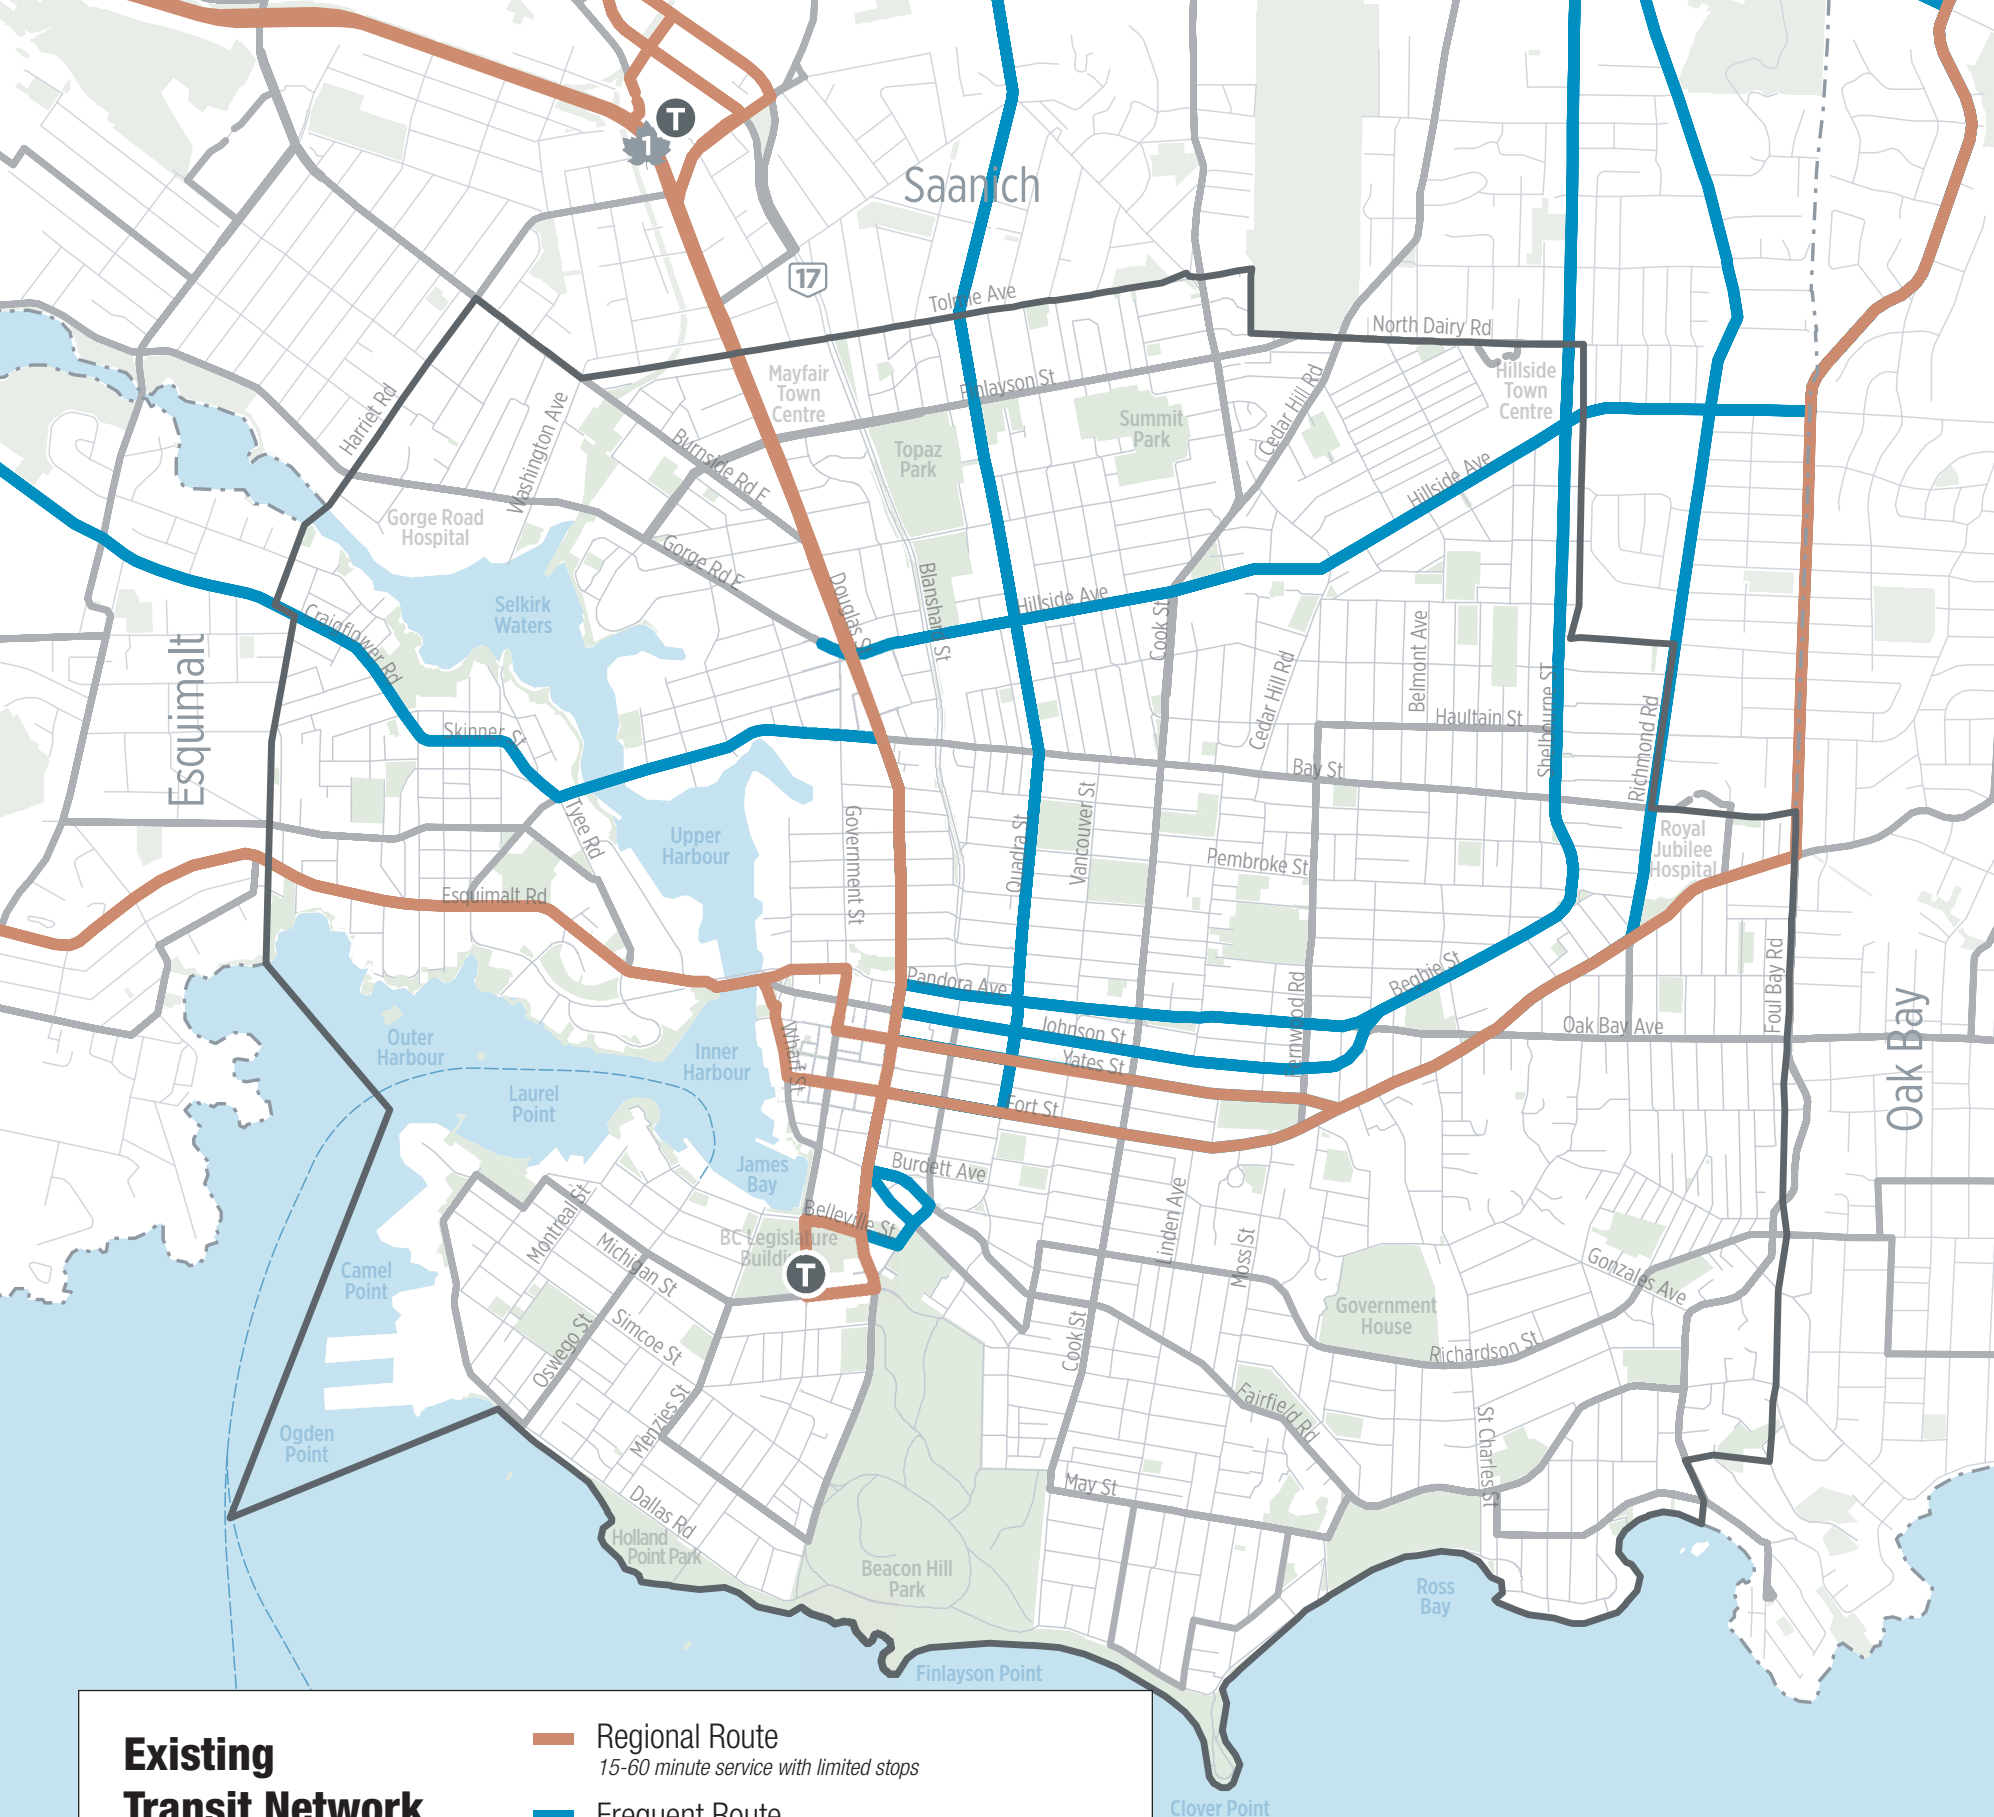 T
1
Saanich
17
Tolmie Ave
North Dairy Rd
Mayfair
Town
Centre
Hillside
Town
Centre
Finlayson St
Harriet Rd
Washington Ave
Burnside Rd E
Topaz
Park
Summit
Park
Cedar Hill Rd
Hillside Ave
Gorge Road
Hospital
Gorge Rd E
Douglas St
Blanshard St
Hillside Ave
Cook St
Selkirk
Waters
Craigflower Rd
Esquimalt
Skinner St
Cedar Hill Rd
Belmont Ave
Haultain St
Shelbourne ST
Richmond Rd
Bay St
Tyee Rd
Upper
Harbour
Government St
Quadra St
Vancouver St
Pembroke St
Royal
Jubilee
Hospital
Esquimalt Rd
Pandora Ave
Begbie St
Fernwood Rd
Foul Bay Rd
Oak Bay Ave
Oak Bay
Johnson St
Yates St
Wharf St
Outer
Harbour
Inner
Harbour
Laurel
Point
Fort St
James
Bay
Burdett Ave
Belleville St
BC Legislature
Buildi
T
Montreal St
Michigan St
Linden Ave
Moss St
Gonzales Ave
Camel
Point
Simcoe St
Oswego St
Cook St
Government
House
Richardson St
Menzies St
Fairfield Rd
St Charles St
Ogden
Point
May St
Dallas Rd
Holland
Point Park
Beacon Hill
Park
Ross
Bay
Finlayson Point
Clover Point
Existing
Transit Network
Regional Route
15-60 minute service with limited stops
Frequent Route